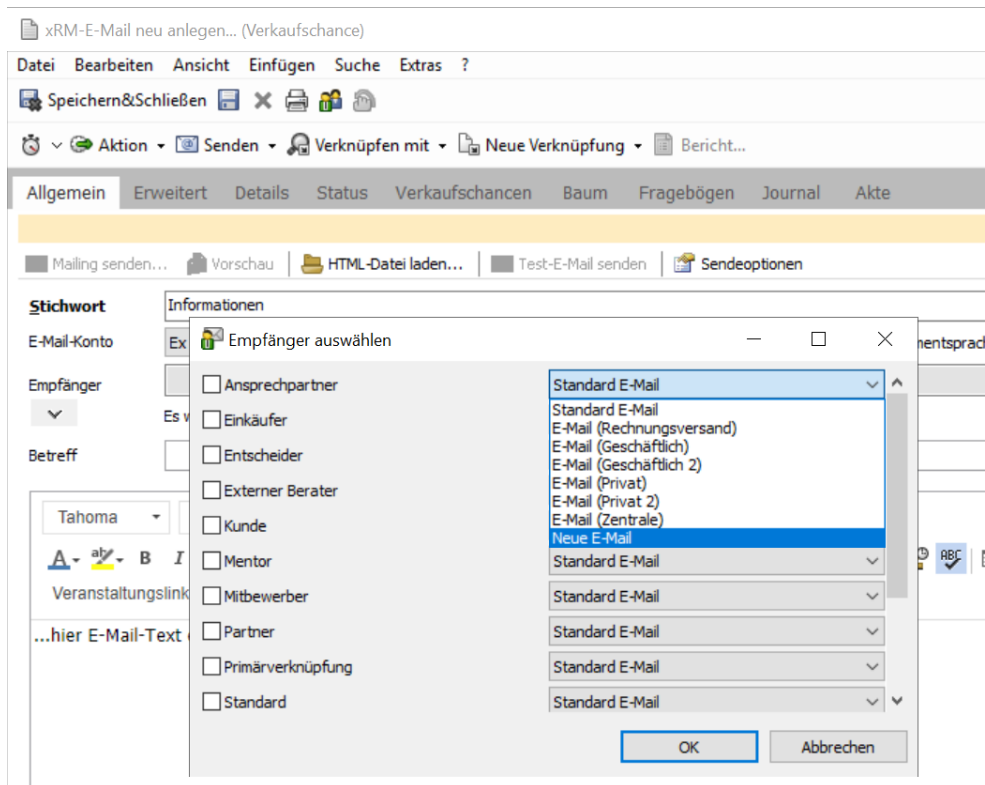 xRM-E-Mail neu anlegen... (Verkaufschance)
Datei Bearbeiten Ansicht Einfügen Suche Extras ?
Speichern&Schließen
Aktion Senden Verknüpfen mit Neue Verknüpfung Bericht...
Allgemein Erweitert Details Status Verkaufschancen Baum Fragebögen Journal Akte
Mailing senden... Vorschau HTML-Datei laden... Test-E-Mail senden Sendeoptionen
Stichwort Informationen
E-Mail-Konto Ex
Empfänger auswählen
mentsprach
Empfänger
Es w
Betreff
Tahoma
A ab B I ABC
Veranstaltungslink
...hier E-Mail-Text
Ansprechpartner Standard E-Mail
Standard E-Mail
E-Mail (Rechnungsversand)
E-Mail (Geschäftlich)
E-Mail (Geschäftlich 2)
E-Mail (Privat)
E-Mail (Privat 2)
E-Mail (Zentrale)
Neue E-Mail
Einkäufer
Entscheider
Externer Berater
Kunde
Mentor Standard E-Mail
Mitbewerber Standard E-Mail
Partner Standard E-Mail
Primärverknüpfung Standard E-Mail
Standard Standard E-Mail
OK Abbrechen